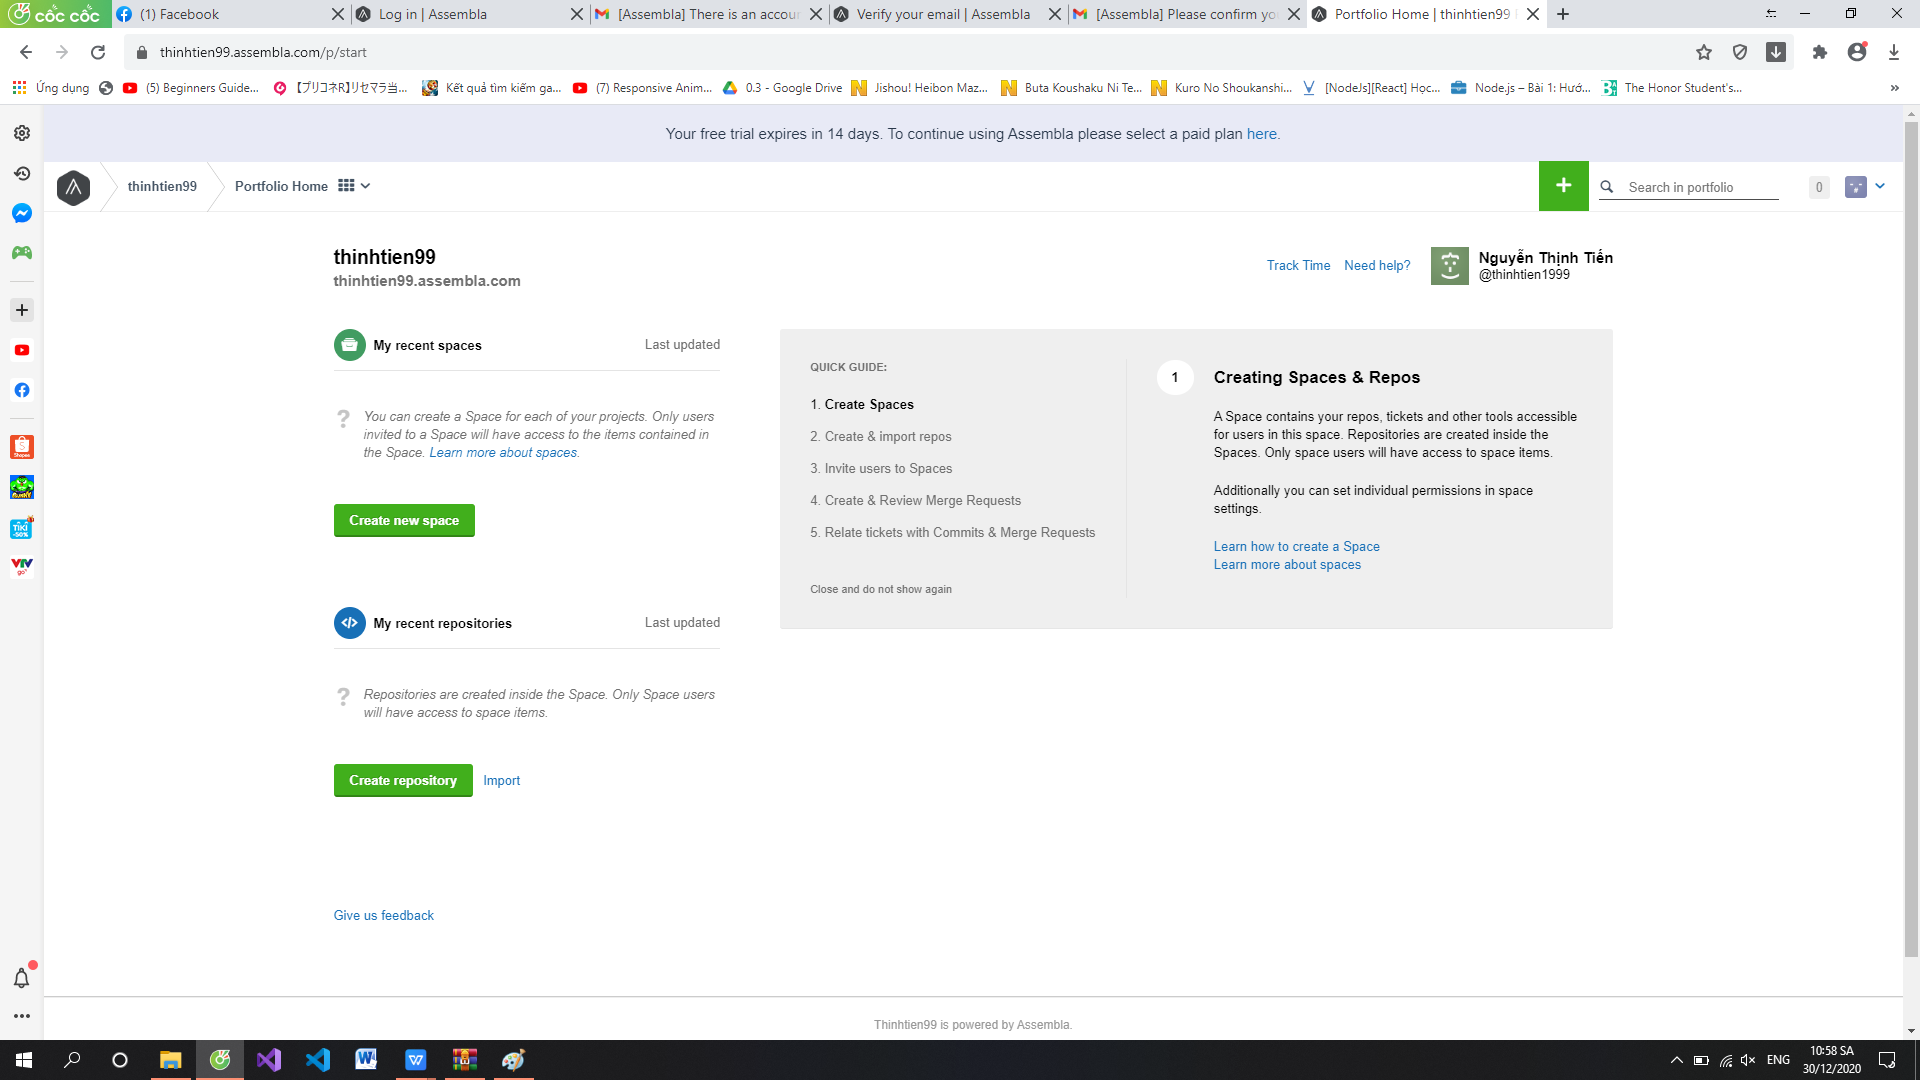 cốc cốc
(1) Facebook
Log in | Assembla
[Assembla] There is an accou
Verify your email | Assembla
[Assembla] Please confirm yo
Portfolio Home | thinhtien99
thinhtien99.assembla.com/p/start
Ứng dụng
(5) Beginners Guide...
【プリコネR】リセマラ当...
Kết quả tìm kiếm ga...
(7) Responsive Anim...
0.3 - Google Drive
Jishou! Heibon Maz...
Buta Koushaku Ni Te...
Kuro No Shoukanshi...
[NodeJs][React] Học...
Node.js – Bài 1: Hướ...
The Honor Student's...
»
Your free trial expires in 14 days. To continue using Assembla please select a paid plan here.
thinhtien99
Portfolio Home
+
Search in portfolio
0
thinhtien99
thinhtien99.assembla.com
Track Time
Need help?
Nguyễn Thịnh Tiến
@thinhtien1999
My recent spaces
Last updated
? You can create a Space for each of your projects. Only users
invited to a Space will have access to the items contained in
the Space. Learn more about spaces.
Create new space
QUICK GUIDE:
1. Create Spaces
2. Create & import repos
3. Invite users to Spaces
4. Create & Review Merge Requests
5. Relate tickets with Commits & Merge Requests
Close and do not show again
1
Creating Spaces & Repos
A Space contains your repos, tickets and other tools accessible
for users in this space. Repositories are created inside the
Spaces. Only space users will have access to space items.
Additionally you can set individual permissions in space
settings.
Learn how to create a Space
Learn more about spaces
My recent repositories
Last updated
? Repositories are created inside the Space. Only Space users
will have access to space items.
Create repository
Import
Give us feedback
Thinhtien99 is powered by Assembla.
Shopee
TIKI
-50%
VTV
go
ENG
10:58 SA
30/12/2020